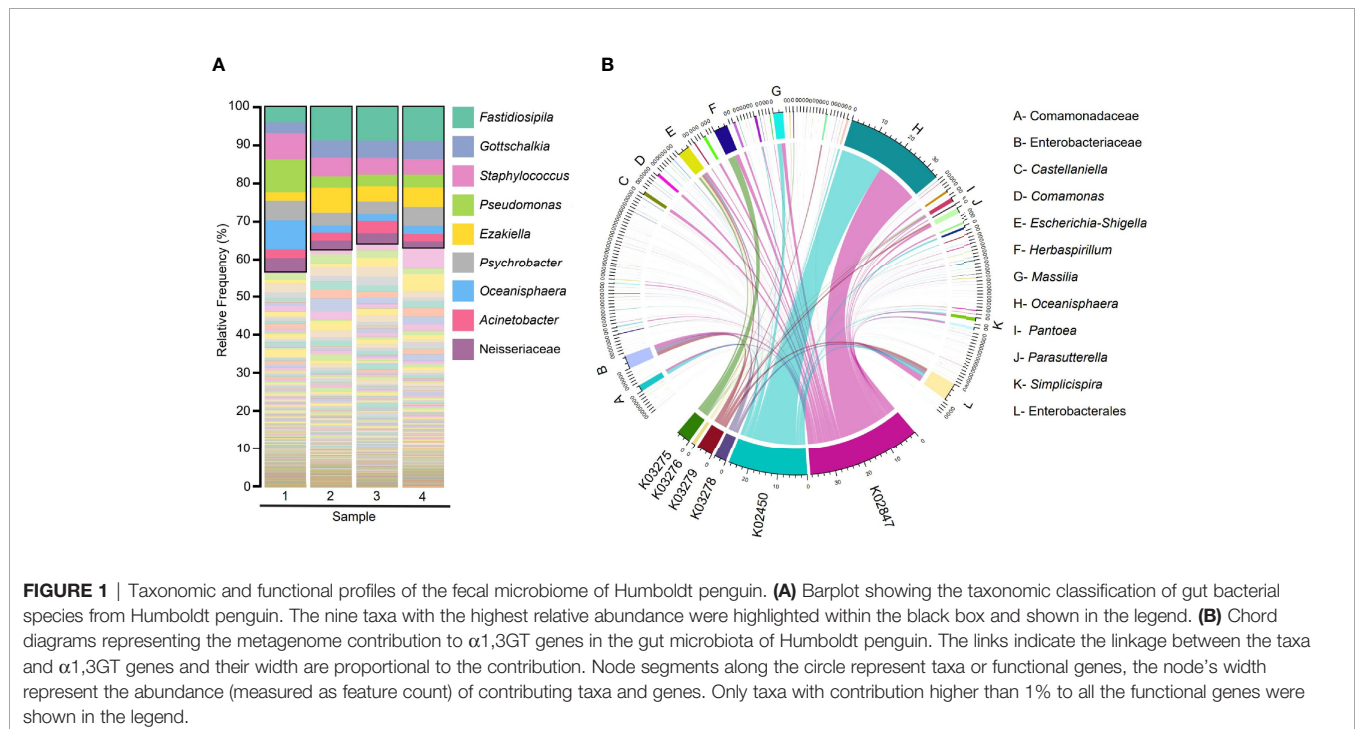 A
B
100
90
80
70
60
50
40
30
20
10
0
Relative Frequency (%)
1 2 3 4
Sample
Fastidiosipila
Gottschalkia
Staphylococcus
Pseudomonas
Ezakiella
Psychrobacter
Oceanisphaera
Acinetobacter
Neisseriaceae
A
B
C
D
E
F
G
H
I
J
K
L
K03275
K03276
K03279
K03278
K02450
K02847
A- Comamonadaceae
B- Enterobacteriaceae
C- Castellaniella
D- Comamonas
E- Escherichia-Shigella
F- Herbaspirillum
G- Massilia
H- Oceanisphaera
I- Pantoea
J- Parasutterella
K- Simplicispira
L- Enterobacterales
FIGURE 1 | Taxonomic and functional profiles of the fecal microbiome of Humboldt penguin. (A) Barplot showing the taxonomic classification of gut bacterial
species from Humboldt penguin. The nine taxa with the highest relative abundance were highlighted within the black box and shown in the legend. (B) Chord
diagrams representing the metagenome contribution to α1,3GT genes in the gut microbiota of Humboldt penguin. The links indicate the linkage between the taxa
and α1,3GT genes and their width are proportional to the contribution. Node segments along the circle represent taxa or functional genes, the node's width
represent the abundance (measured as feature count) of contributing taxa and genes. Only taxa with contribution higher than 1% to all the functional genes were
shown in the legend.